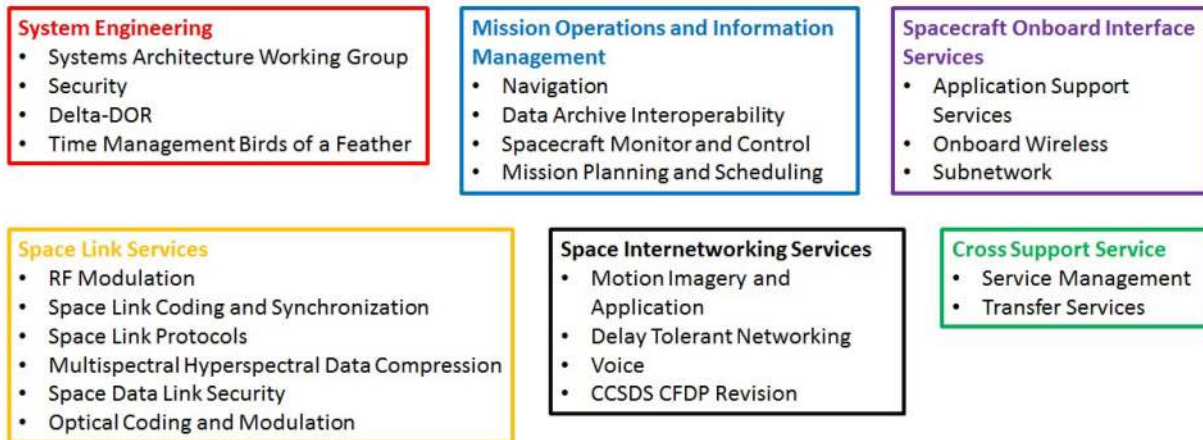 System Engineering
• Systems Architecture Working Group
• Security
• Delta-DOR
• Time Management Birds of a Feather
Mission Operations and Information
Management
• Navigation
• Data Archive Interoperability
• Spacecraft Monitor and Control
• Mission Planning and Scheduling
Spacecraft Onboard Interface
Services
• Application Support
Services
• Onboard Wireless
• Subnetwork
Space Link Services
• RF Modulation
• Space Link Coding and Synchronization
• Space Link Protocols
• Multispectral Hyperspectral Data Compression
• Space Data Link Security
• Optical Coding and Modulation
Space Internetworking Services
• Motion Imagery and
Application
• Delay Tolerant Networking
• Voice
• CCSDS CFDP Revision
Cross Support Service
• Service Management
• Transfer Services